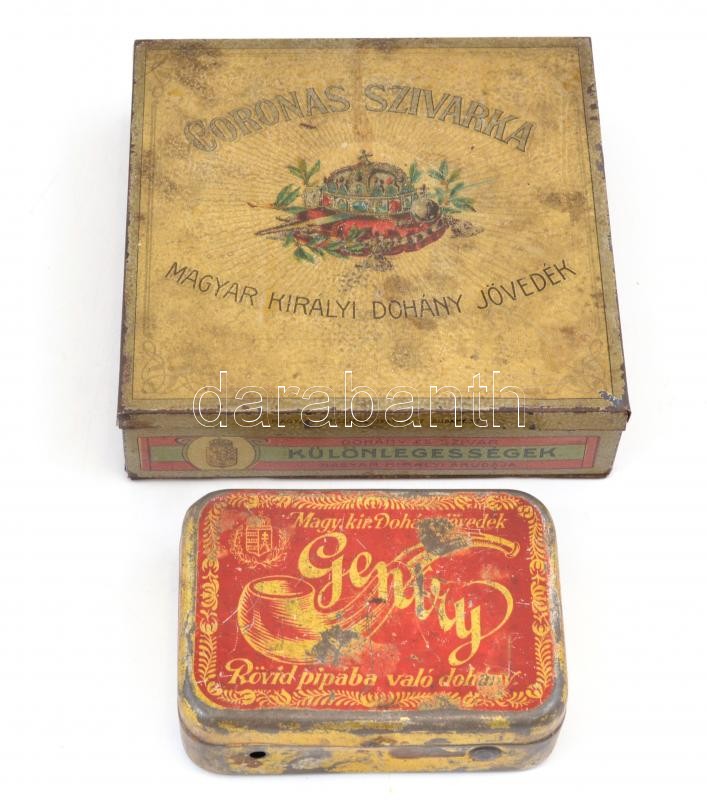 CORONAS SZIVARKA
MAGYAR KIRÁLYI DOHÁNY JÖVEDÉK
darabanth
DOHÁNY ÉS SZIVAR
KÜLÖNLEGESSÉGEK
MAGYAR KIRÁLYI ÁRUDÁJA
Magy. kir. Dohányjövedék
Gentry
Rövid pipaba való dohány.